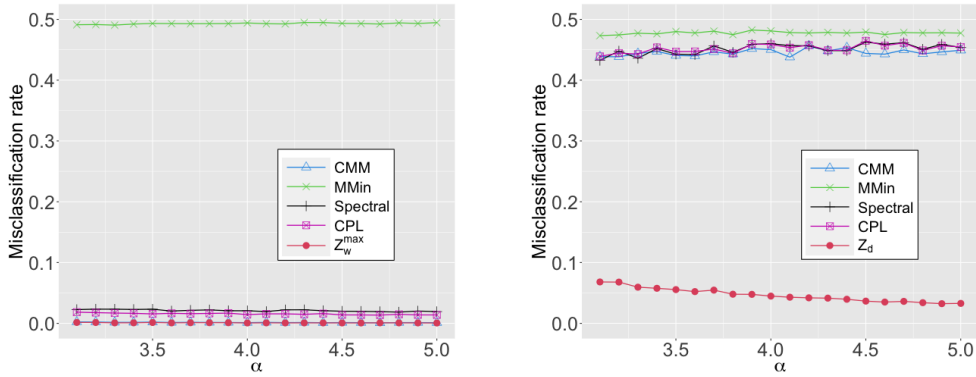 Misclassification rate
0.5
0.4
0.3
0.2
0.1
0.0
3.5
4.0
4.5
5.0
α
CMM
MMin
Spectral
CPL
Z_w^max
Misclassification rate
0.5
0.4
0.3
0.2
0.1
0.0
3.5
4.0
4.5
5.0
α
CMM
MMin
Spectral
CPL
Z_d